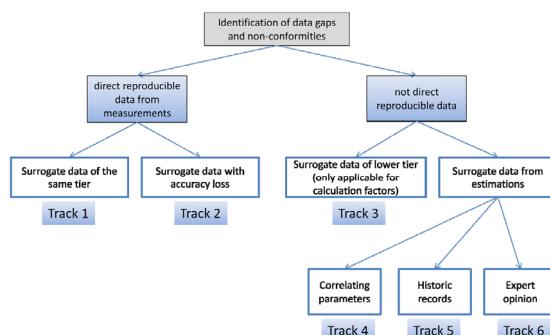 Identification of data gaps
and non-conformities
direct reproducible
data from
measurements
not direct
reproducible data
Surrogate data of the
same tier
Surrogate data with
accuracy loss
Surrogate data of lower tier
(only applicable for
calculation factors)
Surrogate data from
estimations
Track 1
Track 2
Track 3
Correlating
parameters
Historic
records
Expert
opinion
Track 4
Track 5
Track 6